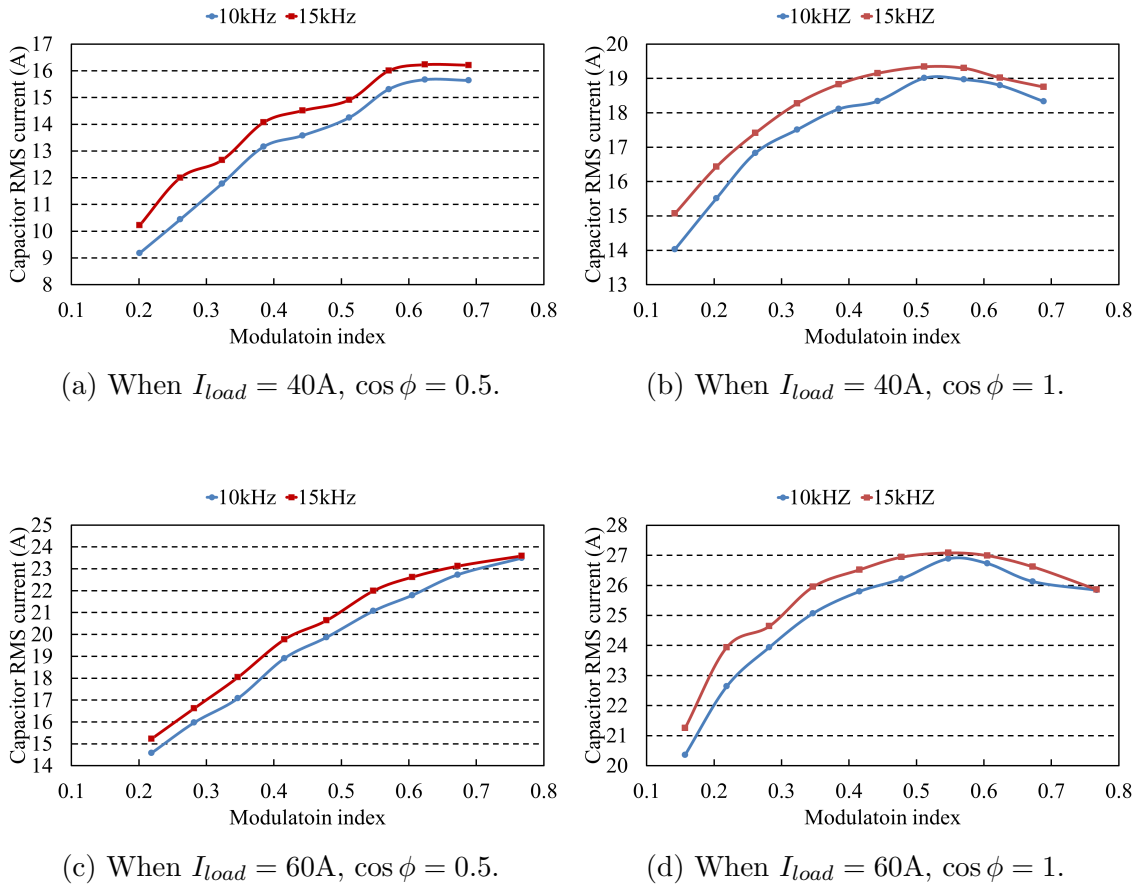 10kHz 15kHz
Capacitor RMS current (A)
17
16
15
14
13
12
11
10
9
8
0.1 0.2 0.3 0.4 0.5 0.6 0.7 0.8
Modulatoin index
(a) When I_load = 40A, cos ϕ = 0.5.
10kHZ 15kHZ
Capacitor RMS current (A)
20
19
18
17
16
15
14
13
0.1 0.2 0.3 0.4 0.5 0.6 0.7 0.8
Modulatoin index
(b) When I_load = 40A, cos ϕ = 1.
10kHz 15kHz
Capacitor RMS current (A)
25
24
23
22
21
20
19
18
17
16
15
14
0.1 0.2 0.3 0.4 0.5 0.6 0.7 0.8
Modulatoin index
(c) When I_load = 60A, cos ϕ = 0.5.
10kHZ 15kHZ
Capacitor RMS current (A)
28
27
26
25
24
23
22
21
20
0.1 0.2 0.3 0.4 0.5 0.6 0.7 0.8
Modulatoin index
(d) When I_load = 60A, cos ϕ = 1.